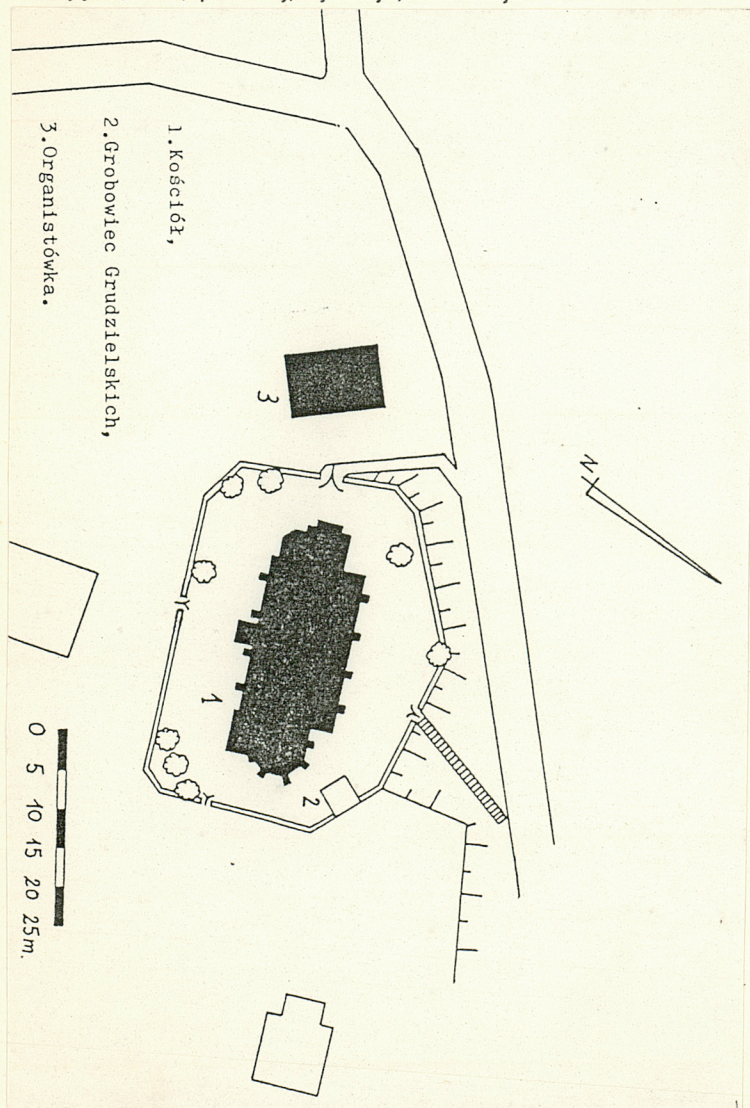 1.Kościół,
2.Grobowiec Grudzielskich,
3.Organistówka.
3
N
1
2
0 5 10 15 20 25m.